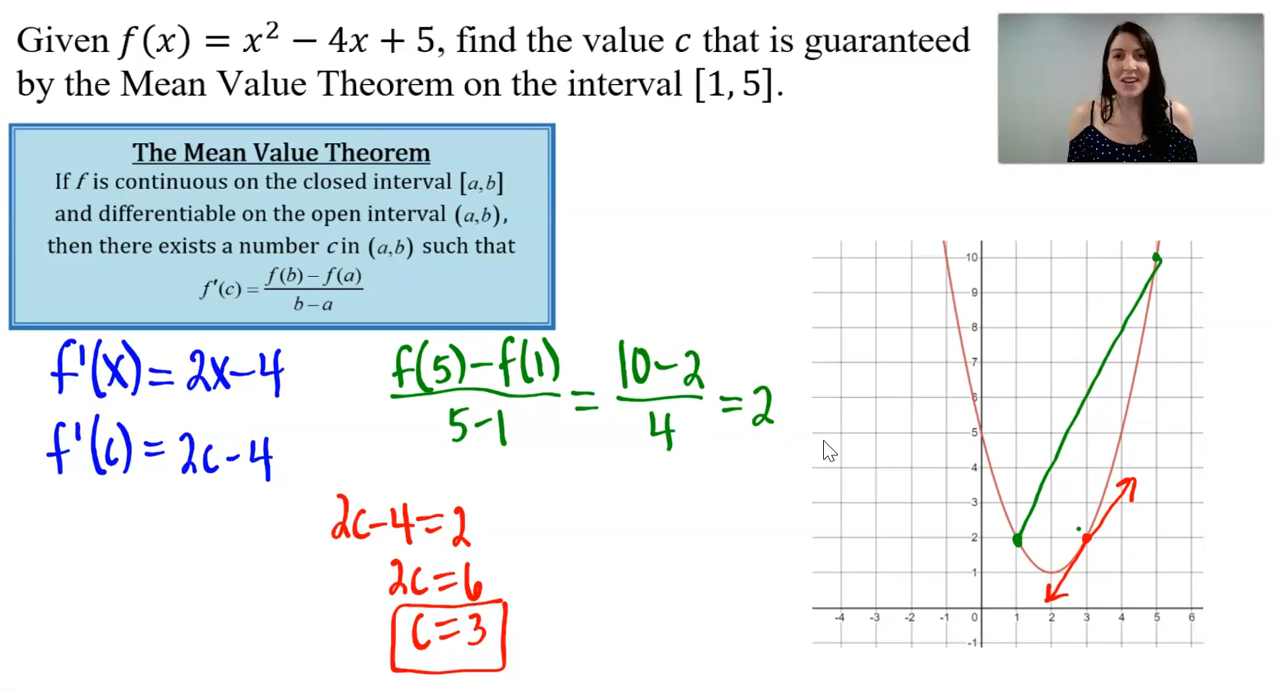 Given f(x) = x² − 4x + 5, find the value c that is guaranteed
by the Mean Value Theorem on the interval [1, 5].
The Mean Value Theorem
If f is continuous on the closed interval [a,b]
and differentiable on the open interval (a,b),
then there exists a number c in (a,b) such that
f'(c) = f(b) − f(a) / b − a
f'(x) = 2x − 4
f'(c) = 2c − 4
f(5) − f(1) / 5 − 1 = 10 − 2 / 4 = 2
2c − 4 = 2
2c = 6
c = 3
10
9
8
7
6
5
4
3
2
1
-4 -3 -2 -1 0 1 2 3 4 5 6
-1